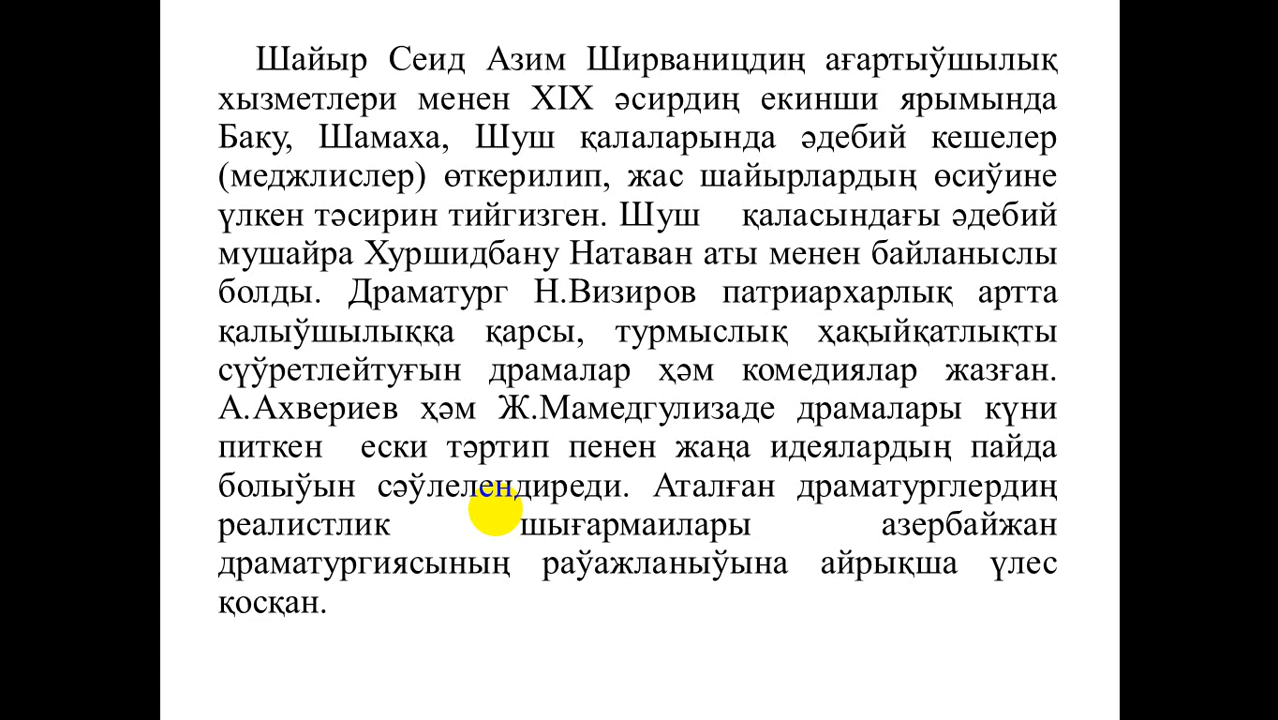 Шайыр Сеид Азим Ширваницдиң ағартыўшылық
хызметлери менен XIX әсирдиң екинши ярымында
Баку, Шамаха, Шуш қалаларында әдебий кешелер
(меджлислер) өткерилип, жас шайырлардың өсиўине
үлкен тәсирин тийгизген. Шуш қаласындағы әдебий
мушайра Хуршидбану Натаван аты менен байланыслы
болды. Драматург Н.Визиров патриархарлық артта
қалыўшылыққа қарсы, турмыслық ҳақыйқатлықты
сүўретлейтуғын драмалар ҳәм комедиялар жазған.
А.Ахвериев ҳәм Ж.Мамедгулизаде драмалары күни
питкен ески тәртип пенен жаңа идеялардың пайда
болыўын сәўлелендиреди. Аталған драматурглердиң
реалистлик шығармаилары азербайжан
драматургиясының раўажланыўына айрықша үлес
қосқан.